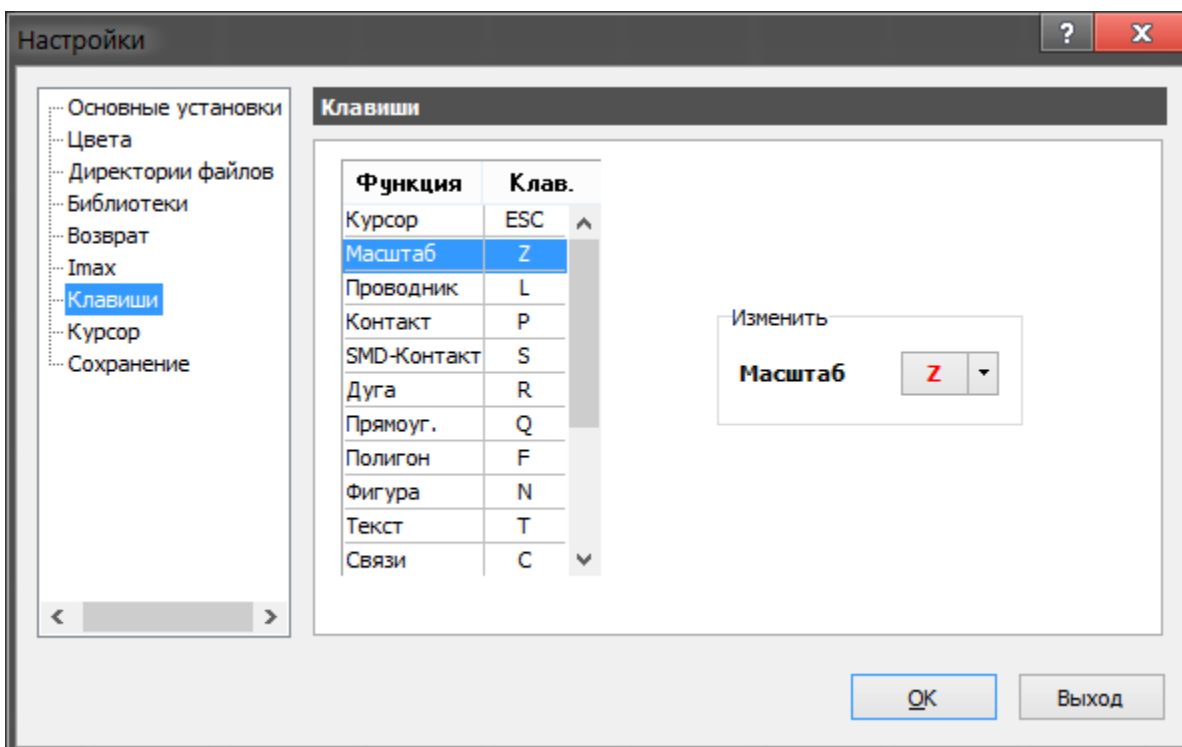 Настройки
?
x
Основные установки
Цвета
Директории файлов
Библиотеки
Возврат
Imax
Клавиши
Курсор
Сохранение
Клавиши
Функция Клав.
Курсор ESC
Масштаб Z
Проводник L
Контакт P
SMD-Контакт S
Дуга R
Прямоуг. Q
Полигон F
Фигура N
Текст T
Связи C
Изменить
Масштаб Z
OK
Выход